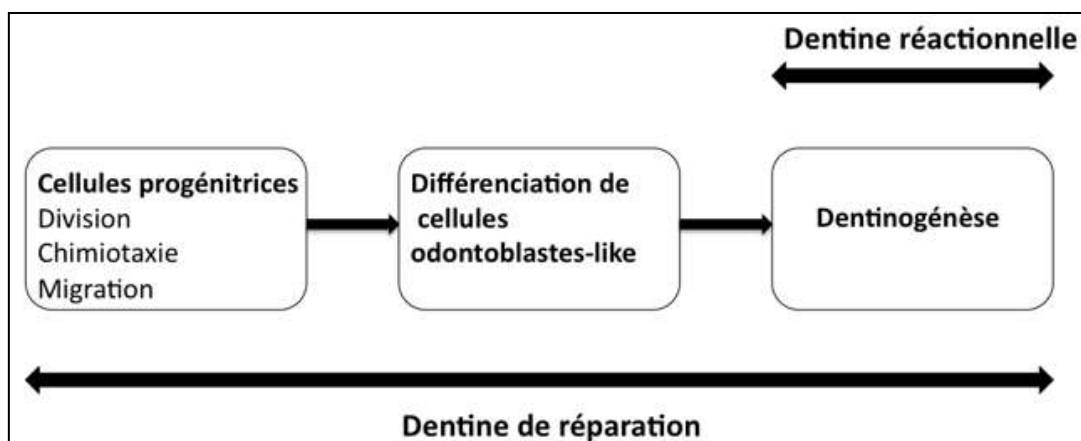 Dentine réactionnelle
Cellules progénitrices
Division
Chimiotaxie
Migration
Différenciation de
cellules
odontoblastes-like
Dentinogénèse
Dentine de réparation